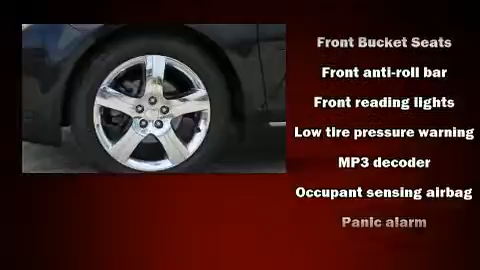 Front Bucket Seats
Front anti-roll bar
Front reading lights
Low tire pressure warning
MP3 decoder
Occupant sensing airbag
Panic alarm